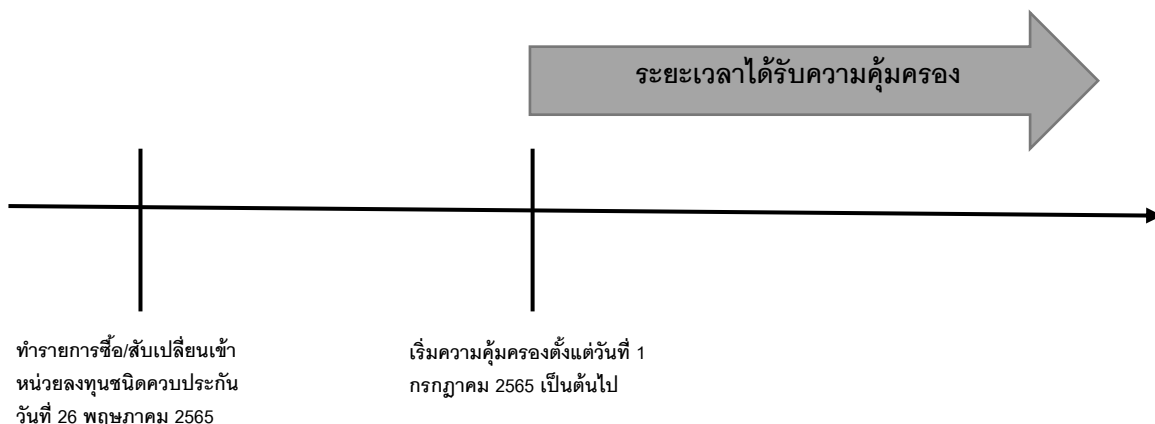 ระยะเวลาได้รับความคุ้มครอง
ทำรายการซื้อ/สับเปลี่ยนเข้า
หน่วยลงทุนชนิดควบประกัน
วันที่ 26 พฤษภาคม 2565
เริ่มความคุ้มครองตั้งแต่วันที่ 1
กรกฎาคม 2565 เป็นต้นไป